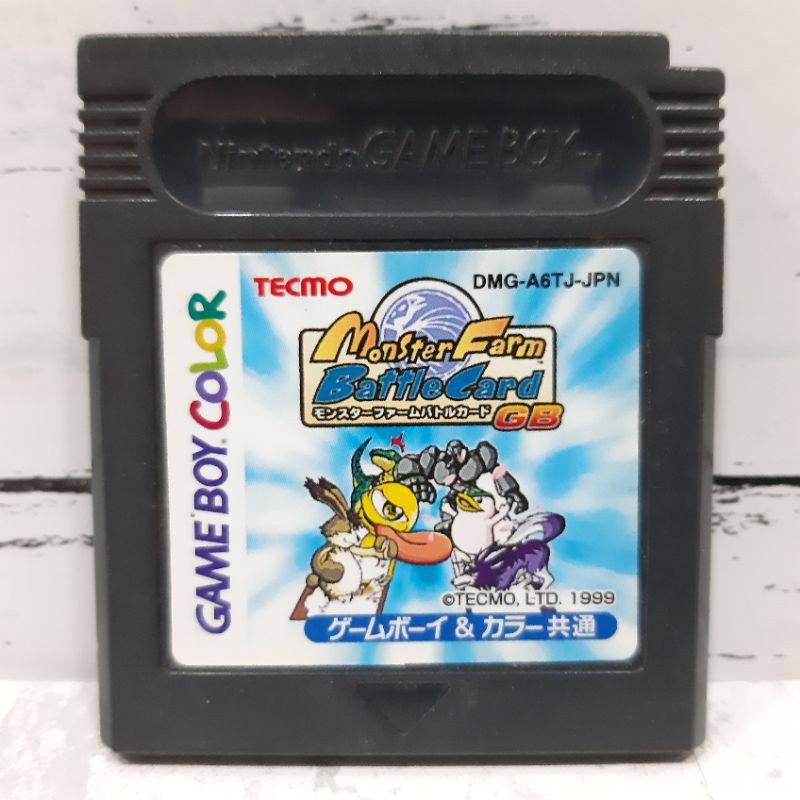 Nintendo GAME BOY TM
GAME BOY COLOR
TECMO
DMG-A6TJ-JPN
Monster Farm
Battle Card
モンスターファームバトルカード
GB
©TECMO, LTD. 1999
ゲームボーイ & カラー共通